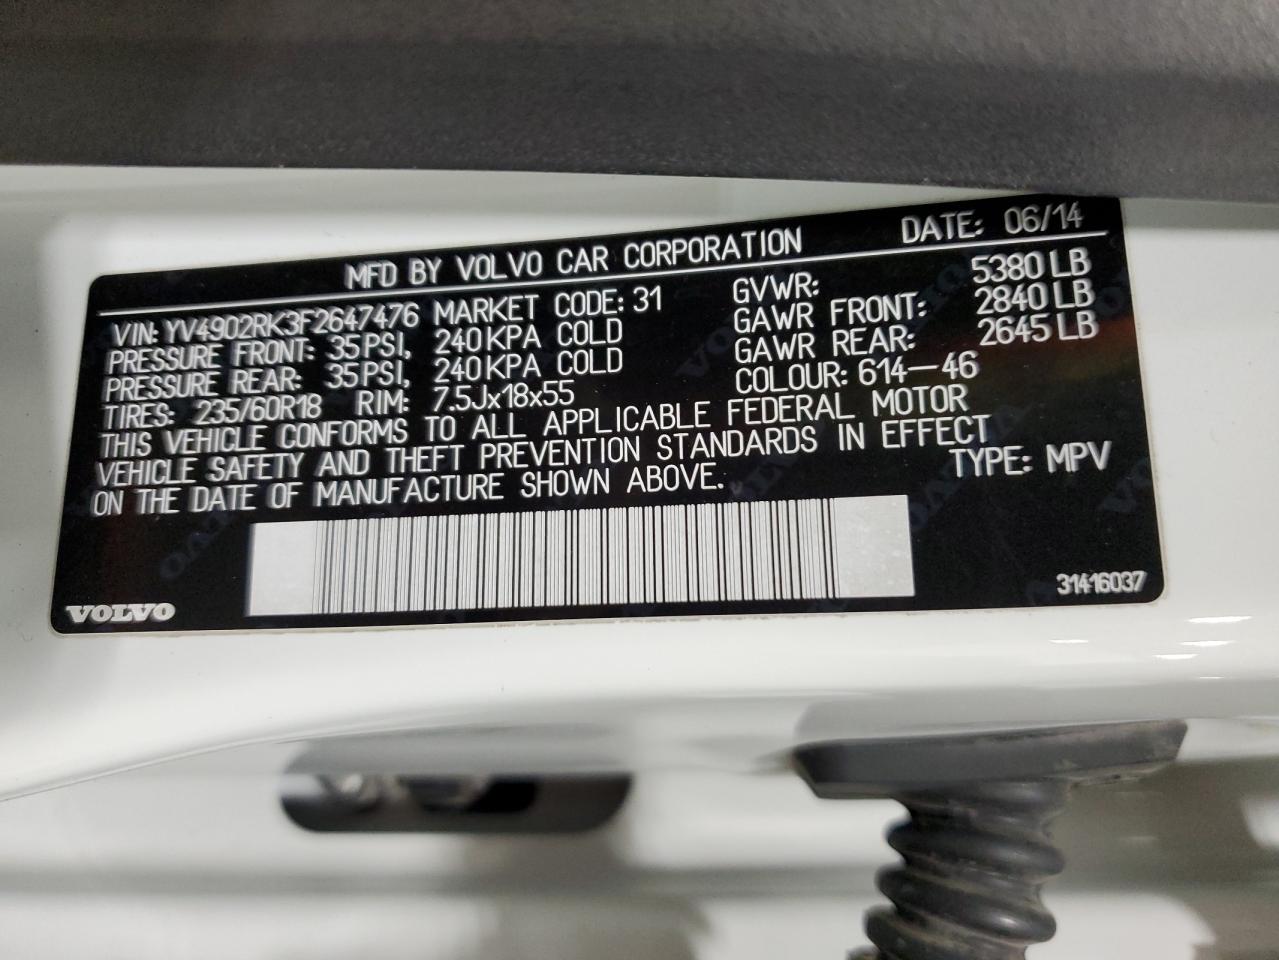 MFD BY VOLVO CAR CORPORATION DATE: 06/14
VIN: YV4902RK3F2647476 MARKET CODE: 31 GVWR: 5380 LB
PRESSURE FRONT: 35 PSI, 240 KPA COLD GAWR FRONT: 2840 LB
PRESSURE REAR: 35 PSI, 240 KPA COLD GAWR REAR: 2645 LB
TIRES: 235/60R18 RIM: 7.5Jx18x55 COLOUR: 614-46
THIS VEHICLE CONFORMS TO ALL APPLICABLE FEDERAL MOTOR
VEHICLE SAFETY AND THEFT PREVENTION STANDARDS IN EFFECT
ON THE DATE OF MANUFACTURE SHOWN ABOVE. TYPE: MPV
VOLVO 31416037